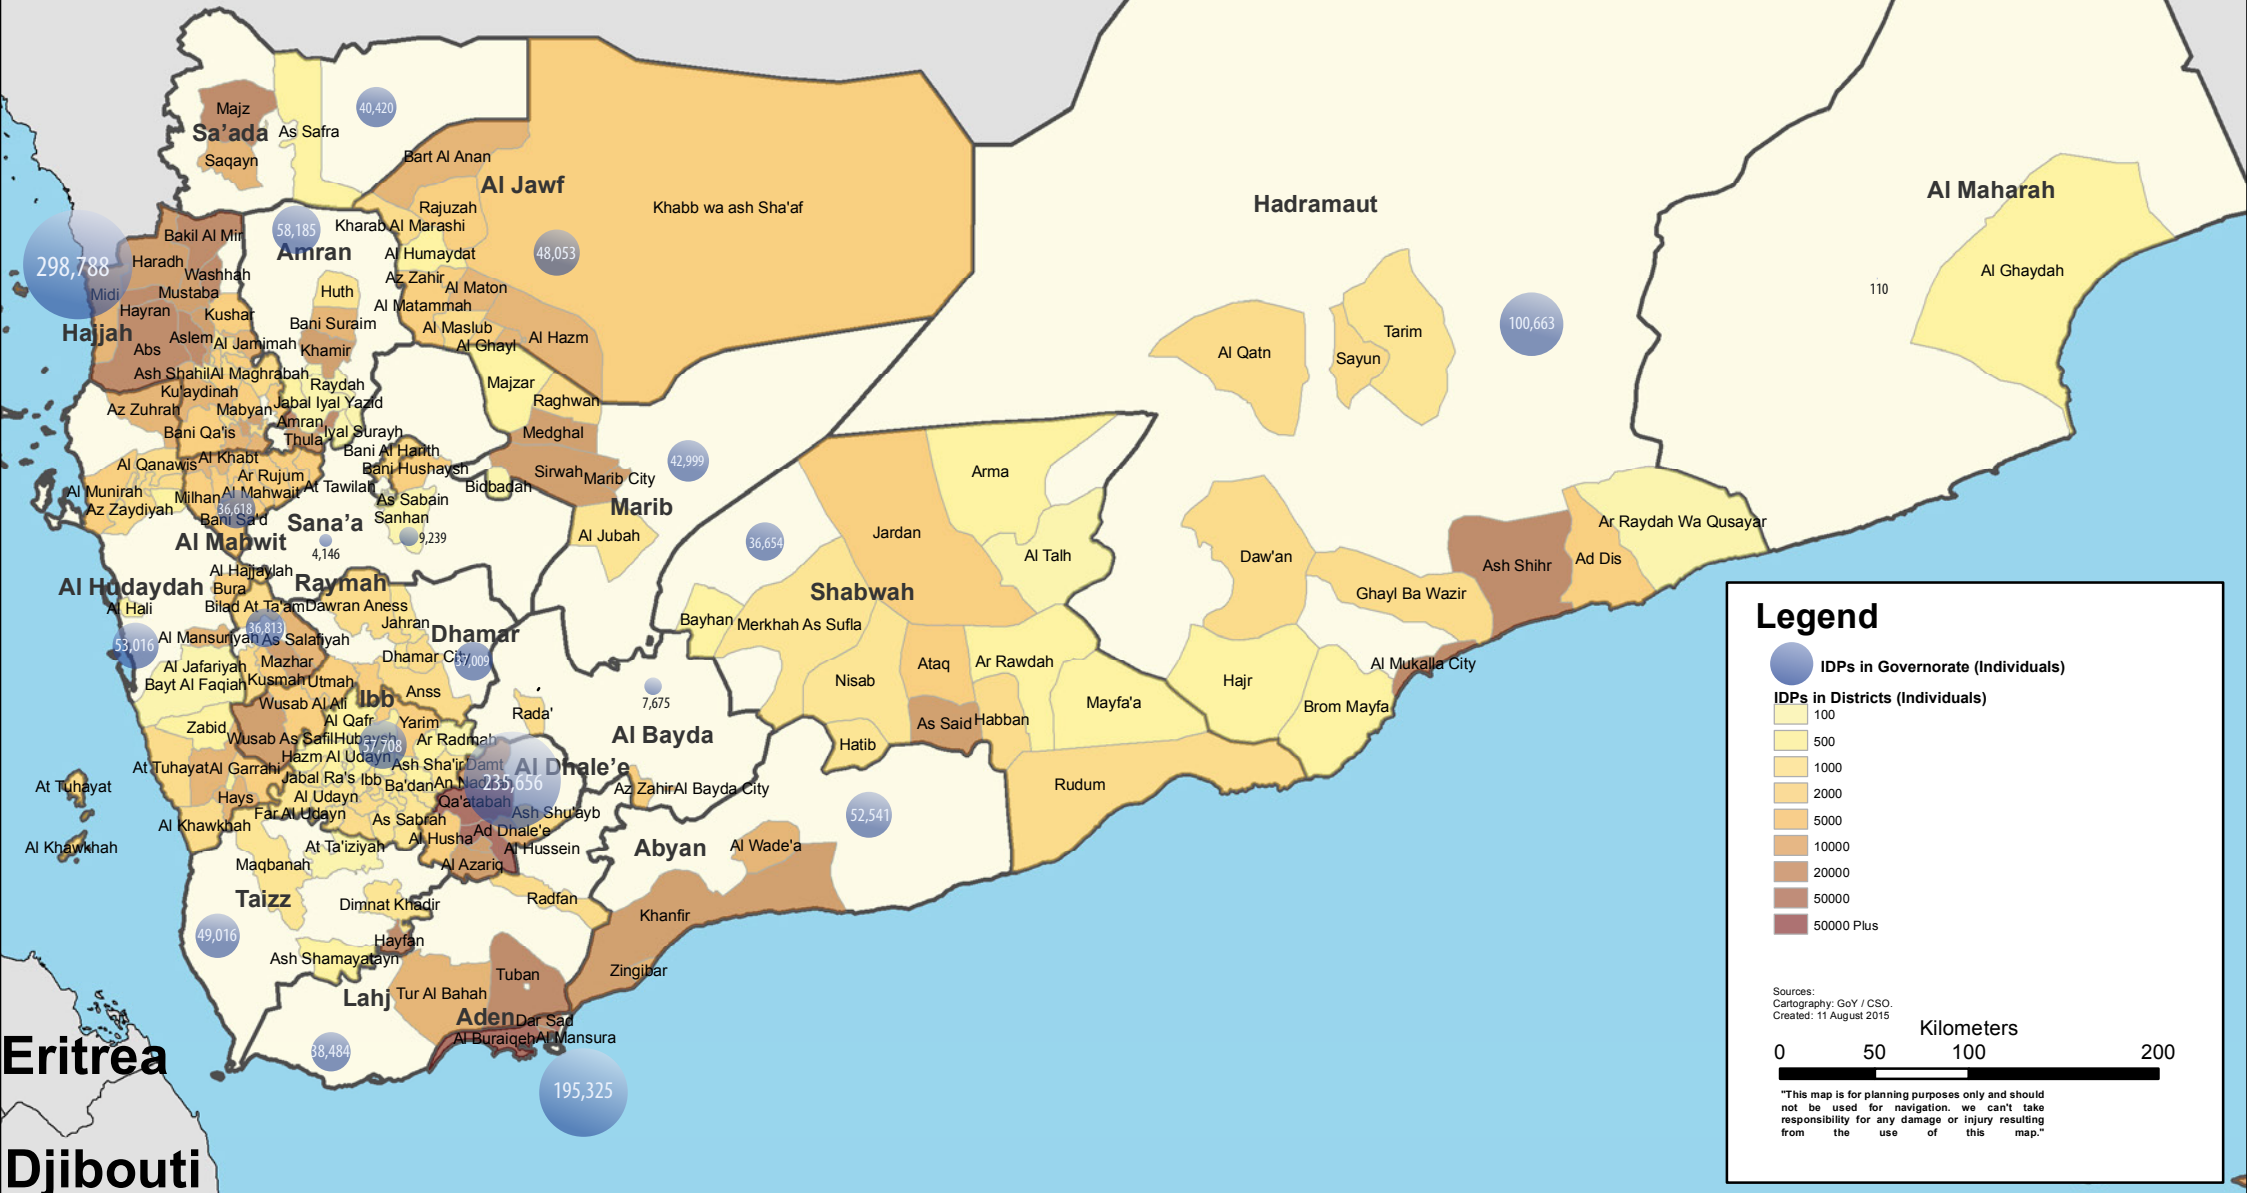 Majz
Sa'ada
As Safra
Saqayn
40,420
Bart Al Anan
Al Jawf
Rajuzah
Khabb wa ash Sha'af
Kharab Al Marashi
58,185
Amran
Al Humaydat
48,053
Az Zahir
Al Maton
Al Matammah
Al Maslub
Al Ghayl
Al Hazm
Bakil Al Mir
298,788
Haradh
Washhah
Midi
Mustaba
Hayran
Kushar
Hajjah
Aslem
Al Jamimah
Abs
Ash Shahil
Al Maghrabah
Ku'aydinah
Az Zuhrah
Mabyan
Bani Qa'is
Huth
Bani Suraim
Khamir
Raydah
Jabal Iyal Yazid
Amran
Iyal Surayh
Thula
Majzar
Raghwan
Medghal
Sirwah
Marib City
42,999
Marib
Al Jubah
Bani Al Harith
Bani Hushaysh
Bidbadah
As Sabain
Sanhan
9,239
Sana'a
4,146
Al Qanawis
Al Khabt
Ar Rujum
At Tawilah
Al Munirah
Milhan
Al Mahwait
Az Zaydiyah
36,618
Bani Sa'd
Al Mahwit
Al Hudaydah
Al Hajjaylah
Raymah
Bura
Al Hali
Bilad At Ta'am
Dawran Aness
Jahran
36,813
53,016
Al Mansuriyah
As Salafiyah
Dhamar
Dhamar City
37,009
Al Jafariyah
Mazhar
Bayt Al Faqiah
Kusmah
Utmah
Anss
Ibb
Wusab Al Ali
Zabid
Al Qafr
Yarim
Wusab As Safil
Hubaysh
57,708
Ar Radmah
Hazm Al Udayn
Ash Sha'ir
Damt
At Tuhayat
Al Garrahi
Jabal Ra's
Ibb
Ba'dan
235,656
Al Dhale'e
Hays
Al Udayn
Qa'atabah
Far Al Udayn
As Sabrah
Ash Shu'ayb
Al Khawkhah
Al Husha
Ad Dhale'e
Al Hussein
At Ta'iziyah
Al Azariq
Maqbanah
At Tuhayat
Al Khawkhah
Taizz
Dimnat Khadir
Radfan
49,016
Hayfan
Ash Shamayatayn
Lahj
Tur Al Bahah
Tuban
Aden
Dar Sad
Al Buraiqeh
Al Mansura
38,484
195,325
Rada'
7,675
Al Bayda
Az Zahir
Al Bayda City
Abyan
Al Wade'a
52,541
Khanfir
Zingibar
36,654
Jardan
Arma
Al Talh
Shabwah
Bayhan
Merkhah As Sufla
Nisab
Ataq
Ar Rawdah
Mayfa'a
As Said
Habban
Hatib
Rudum
Hadramaut
Al Qatn
Sayun
Tarim
100,663
Daw'an
Ghayl Ba Wazir
Ash Shihr
Ad Dis
Ar Raydah Wa Qusayar
Al Mukalla City
Hajr
Brom Mayfa
Al Maharah
Al Ghaydah
110
Eritrea
Djibouti
Legend
IDPs in Governorate (Individuals)
IDPs in Districts (Individuals)
100
500
1000
2000
5000
10000
20000
50000
50000 Plus
Sources:
Cartography: GoY / CSO.
Created: 11 August 2015
Kilometers
0 50 100 200
"This map is for planning purposes only and should
not be used for navigation. we can't take
responsibility for any damage or injury resulting
from the use of this map."